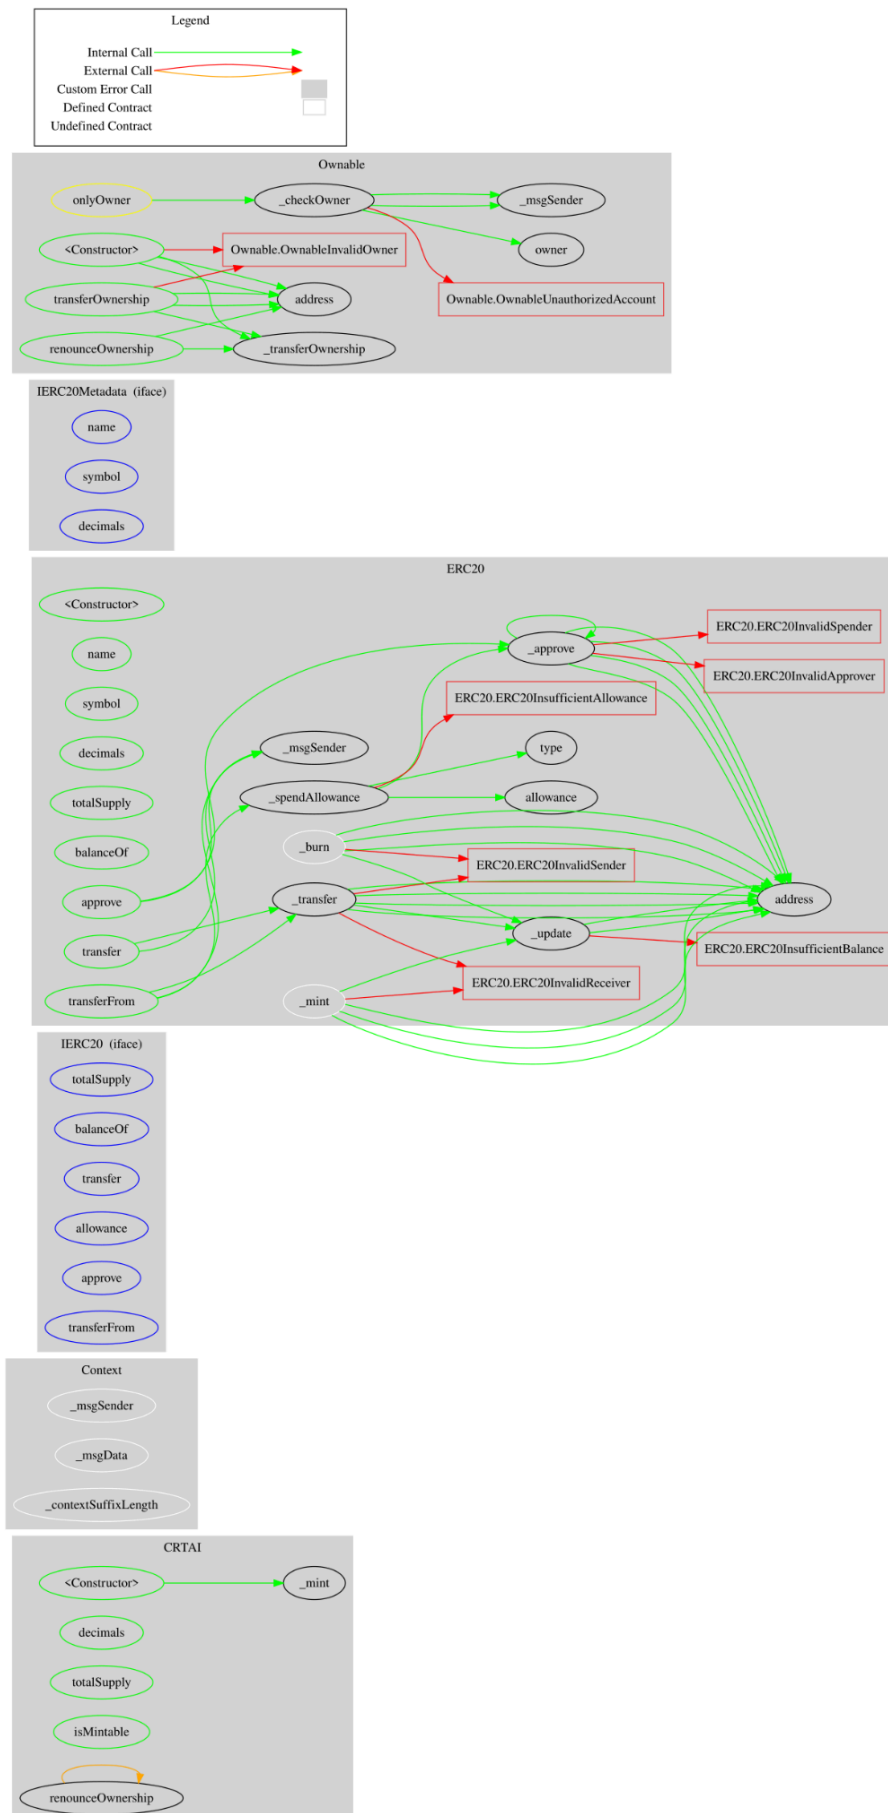 Legend
Internal Call
External Call
Custom Error Call
Defined Contract
Undefined Contract
Ownable
onlyOwner
_checkOwner
_msgSender
<Constructor>
Ownable.OwnableInvalidOwner
owner
transferOwnership
address
Ownable.OwnableUnauthorizedAccount
renounceOwnership
_transferOwnership
IERC20Metadata (iface)
name
symbol
decimals
ERC20
<Constructor>
ERC20.ERC20InvalidSpender
name
_approve
ERC20.ERC20InvalidApprover
symbol
ERC20.ERC20InsufficientAllowance
decimals
_msgSender
type
totalSupply
_spendAllowance
allowance
balanceOf
_burn
ERC20.ERC20InvalidSender
approve
_transfer
address
_update
transfer
ERC20.ERC20InsufficientBalance
ERC20.ERC20InvalidReceiver
transferFrom
_mint
IERC20 (iface)
totalSupply
balanceOf
transfer
allowance
approve
transferFrom
Context
_msgSender
_msgData
_contextSuffixLength
CRTAI
<Constructor>
_mint
decimals
totalSupply
isMintable
renounceOwnership